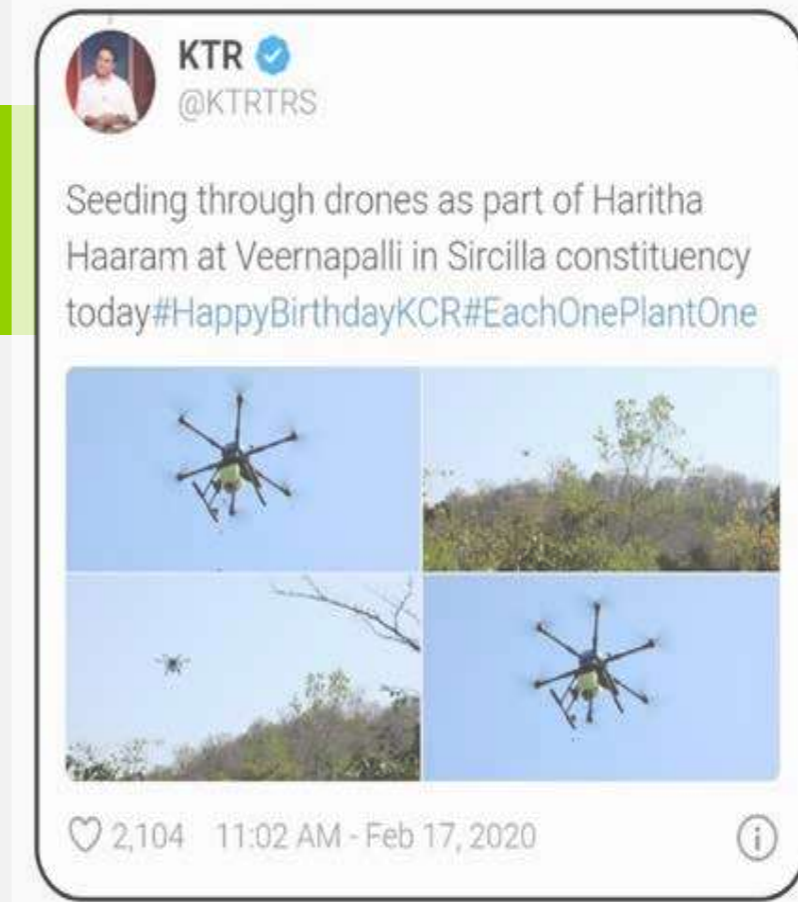 KTR
@KTRTRS
Seeding through drones as part of Haritha
Haaram at Veernapalli in Sircilla constituency
today#HappyBirthdayKCR#EachOnePlantOne
2,104 11:02 AM - Feb 17, 2020